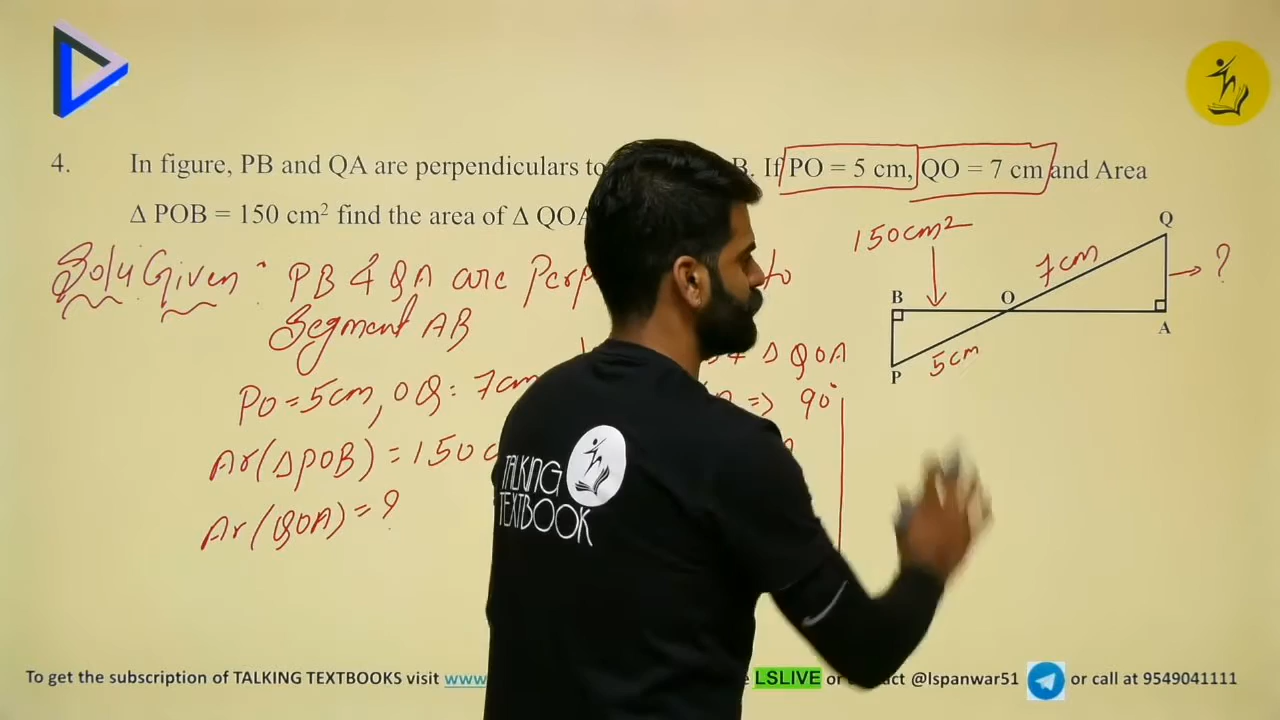 4. In figure, PB and QA are perpendiculars to B. If PO = 5 cm, QO = 7 cm and Area
Δ POB = 150 cm² find the area of Δ QOA
Soln Given : PB & QA are Perp to
Segment AB
PO = 5cm, OQ : 7cm
Ar(ΔPOB) = 150 c
Ar(QOA) = ?
& Δ QOA
=> 90°
150cm²
7cm
Q
?
B
O
A
P
5cm
TALKING
TEXTBOOK
To get the subscription of TALKING TEXTBOOKS visit www LSLIVE or @lspanwar51 or call at 9549041111